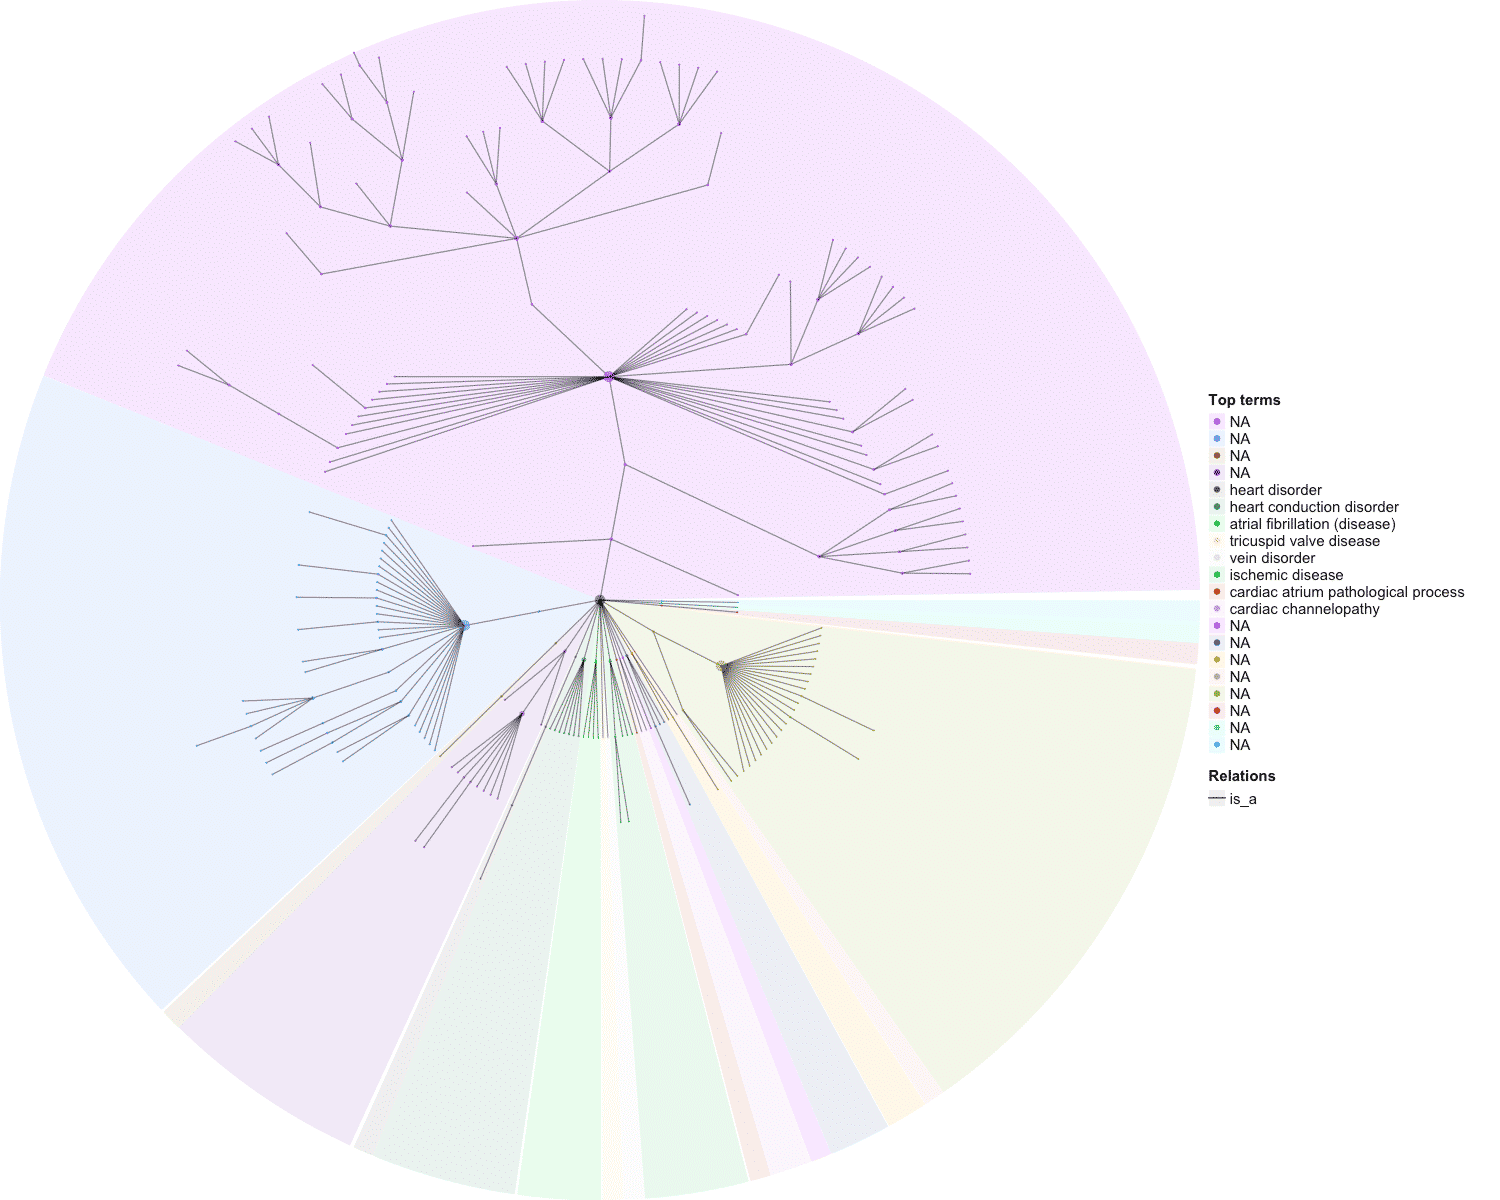 Top terms
NA
NA
NA
NA
heart disorder
heart conduction disorder
atrial fibrillation (disease)
tricuspid valve disease
vein disorder
ischemic disease
cardiac atrium pathological process
cardiac channelopathy
NA
NA
NA
NA
NA
NA
NA
NA
Relations
is_a